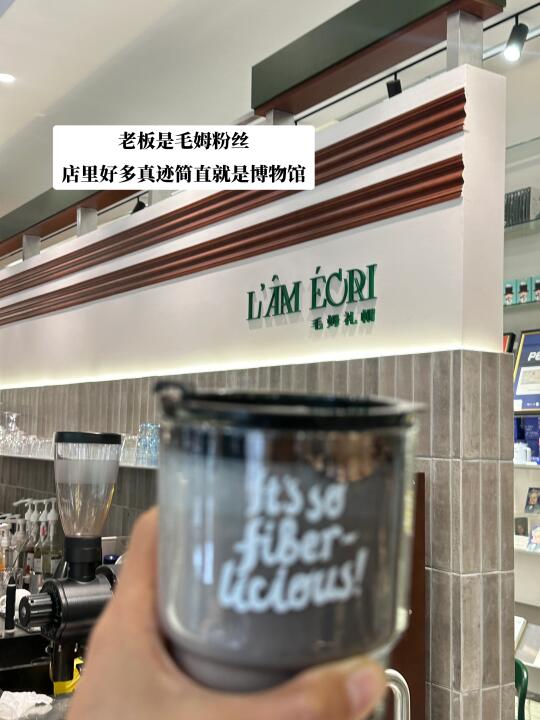 老板是毛姆粉丝
店里好多真迹简直就是博物馆
L'ÂM ÉCRI
毛姆礼帽
It's so
fiber-
licious!